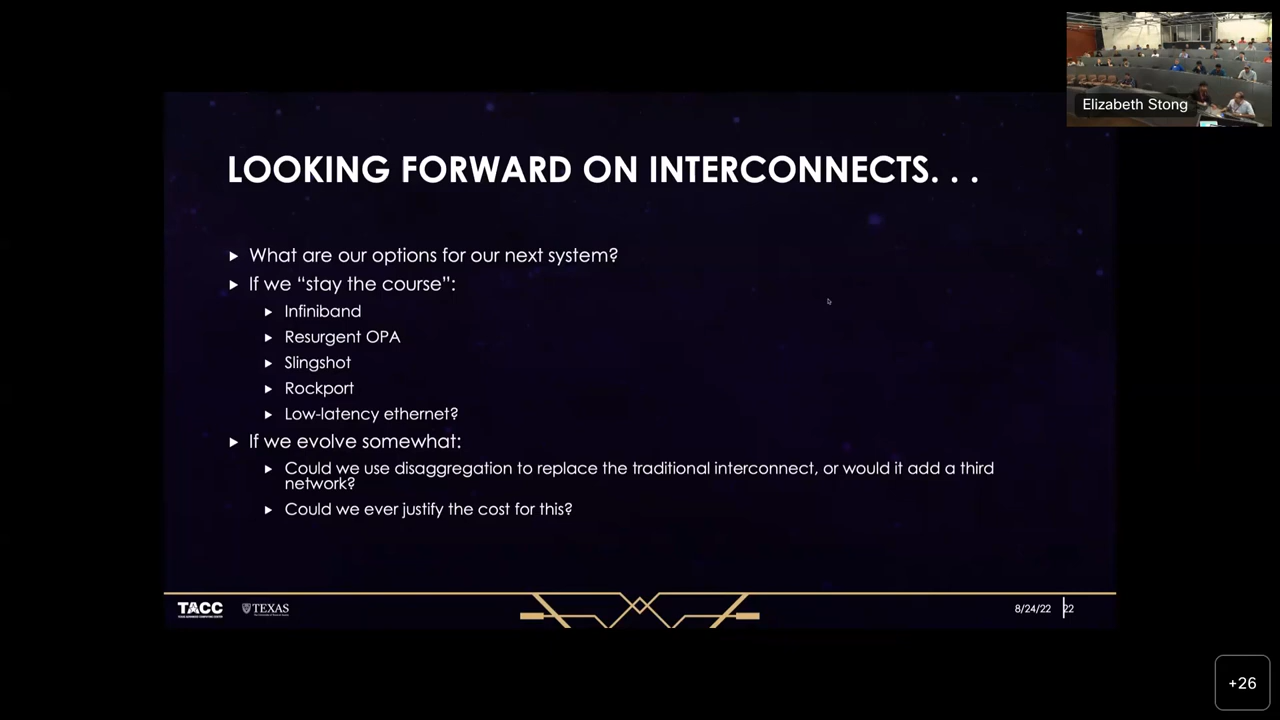 Elizabeth Stong
LOOKING FORWARD ON INTERCONNECTS. . .
What are our options for our next system?
If we “stay the course”:
Infiniband
Resurgent OPA
Slingshot
Rockport
Low-latency ethernet?
If we evolve somewhat:
Could we use disaggregation to replace the traditional interconnect, or would it add a third
network?
Could we ever justify the cost for this?
TACC
TEXAS
8/24/22
22
+26